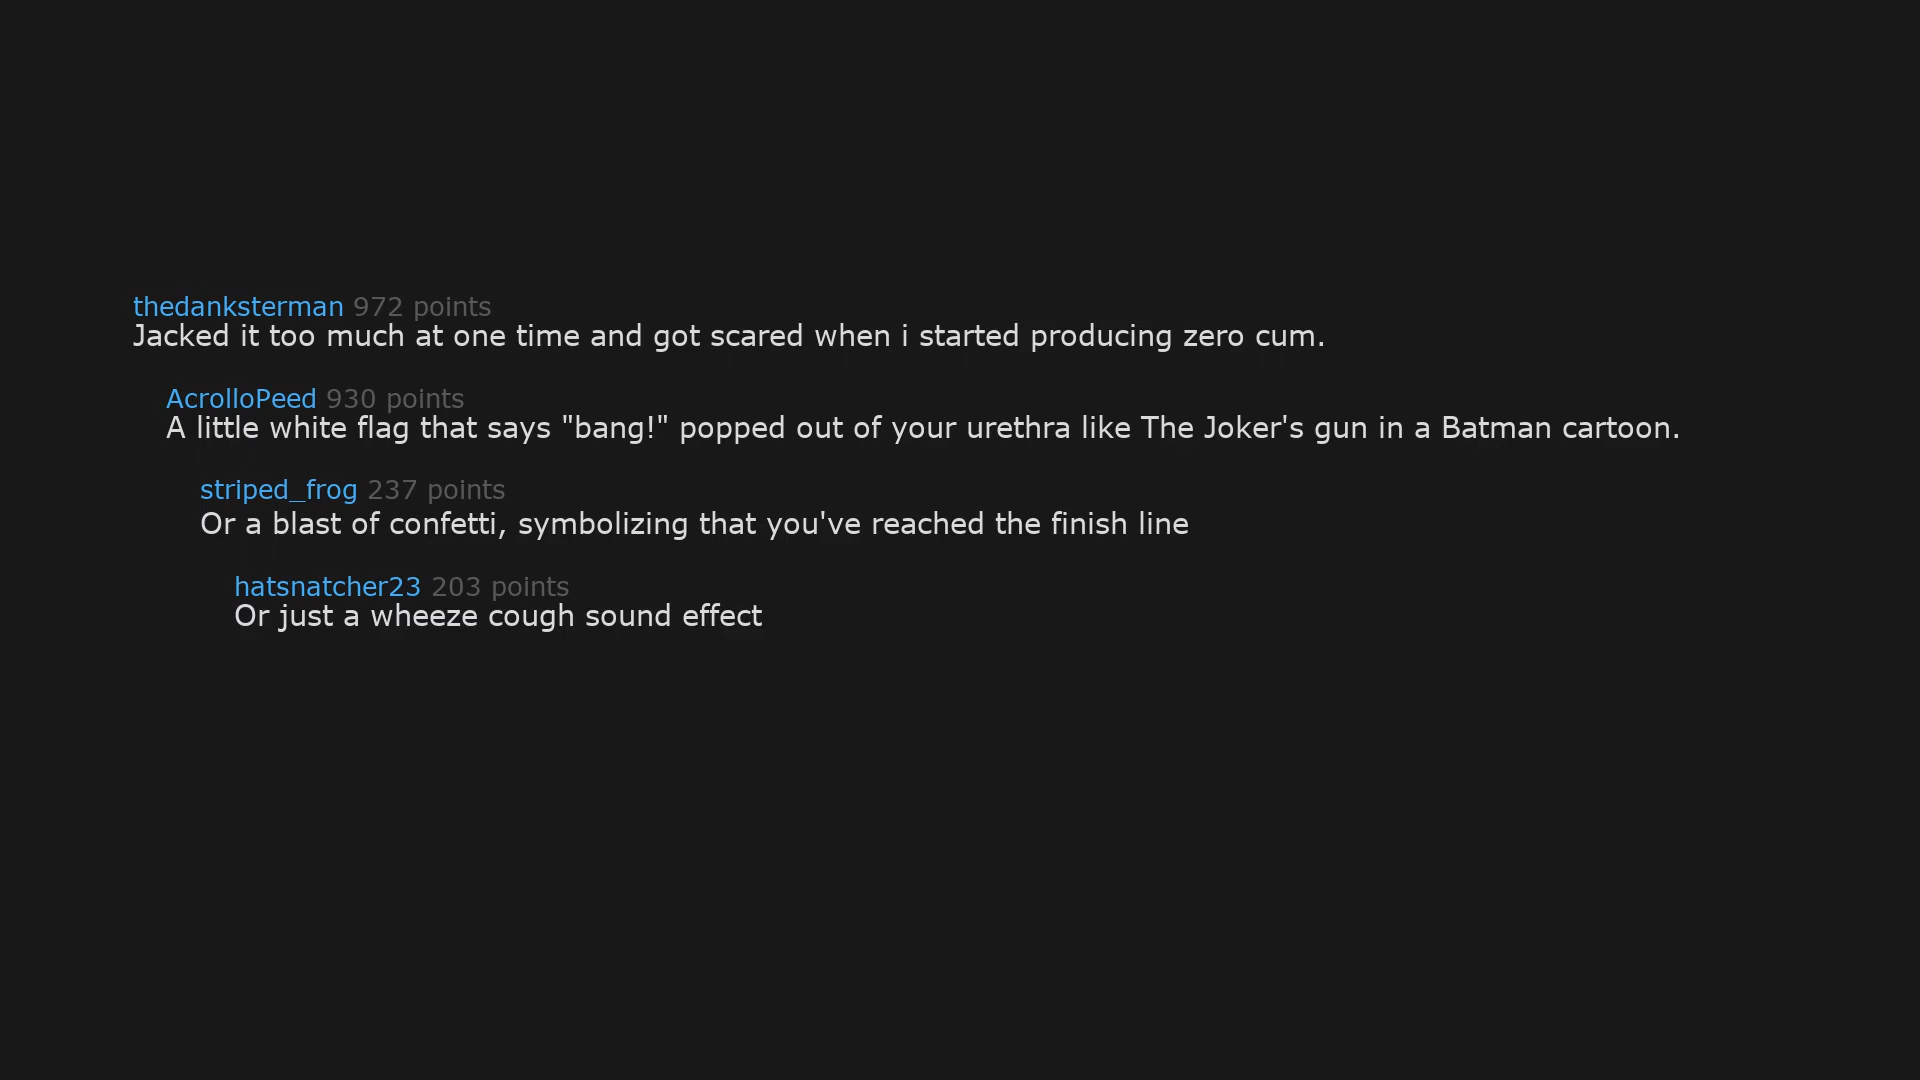 thedanksterman 972 points
Jacked it too much at one time and got scared when i started producing zero cum.
AcrolloPeed 930 points
A little white flag that says "bang!" popped out of your urethra like The Joker's gun in a Batman cartoon.
striped_frog 237 points
Or a blast of confetti, symbolizing that you've reached the finish line
hatsnatcher23 203 points
Or just a wheeze cough sound effect